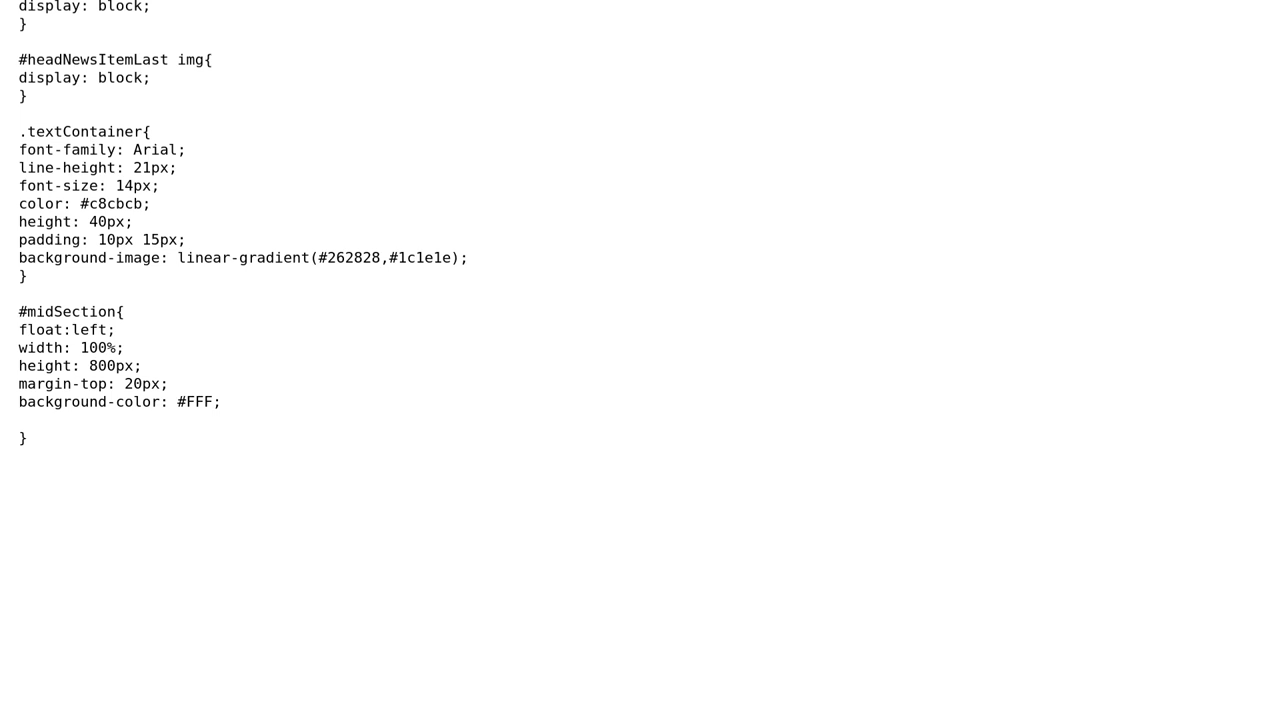 display: block;
}

#headNewsItemLast img{
display: block;
}

.textContainer{
font-family: Arial;
line-height: 21px;
font-size: 14px;
color: #c8cbcb;
height: 40px;
padding: 10px 15px;
background-image: linear-gradient(#262828,#1c1e1e);
}

#midSection{
float:left;
width: 100%;
height: 800px;
margin-top: 20px;
background-color: #FFF;

}